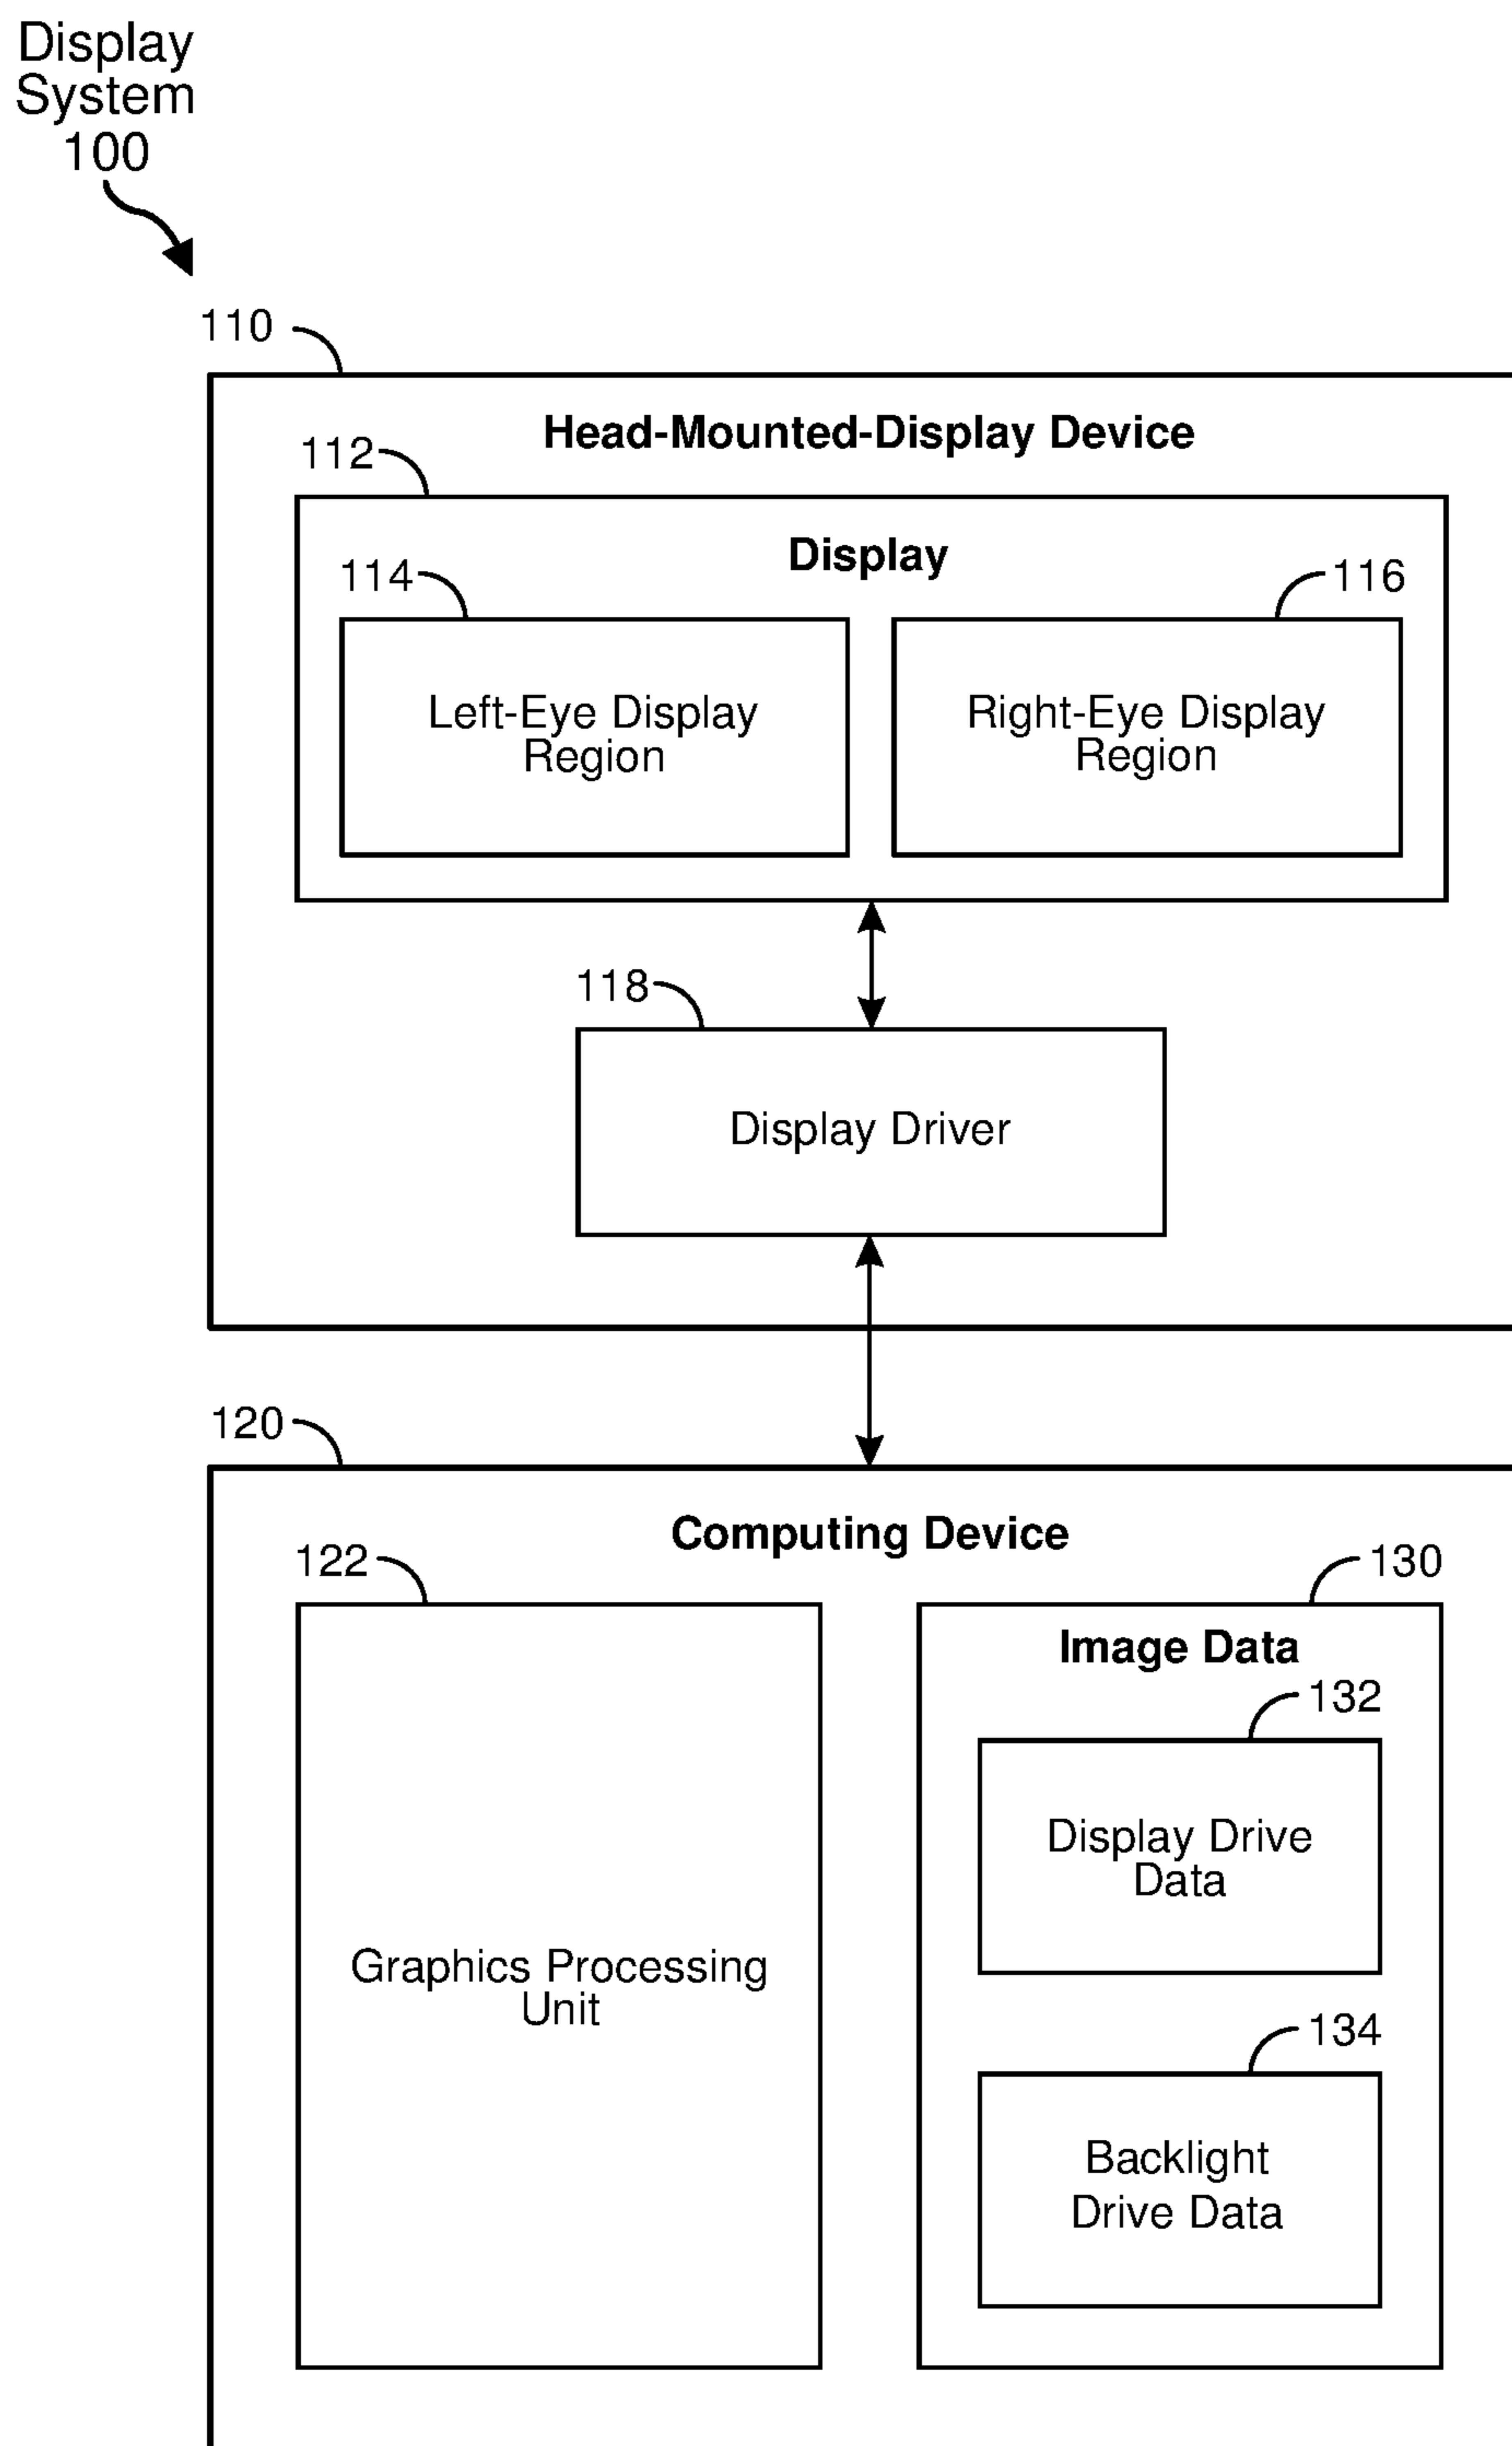 Display
System
100
110
Head-Mounted-Display Device
112
Display
114
116
Left-Eye Display
Region
Right-Eye Display
Region
118
Display Driver
120
Computing Device
122
130
Image Data
132
Display Drive
Data
Graphics Processing
Unit
134
Backlight
Drive Data